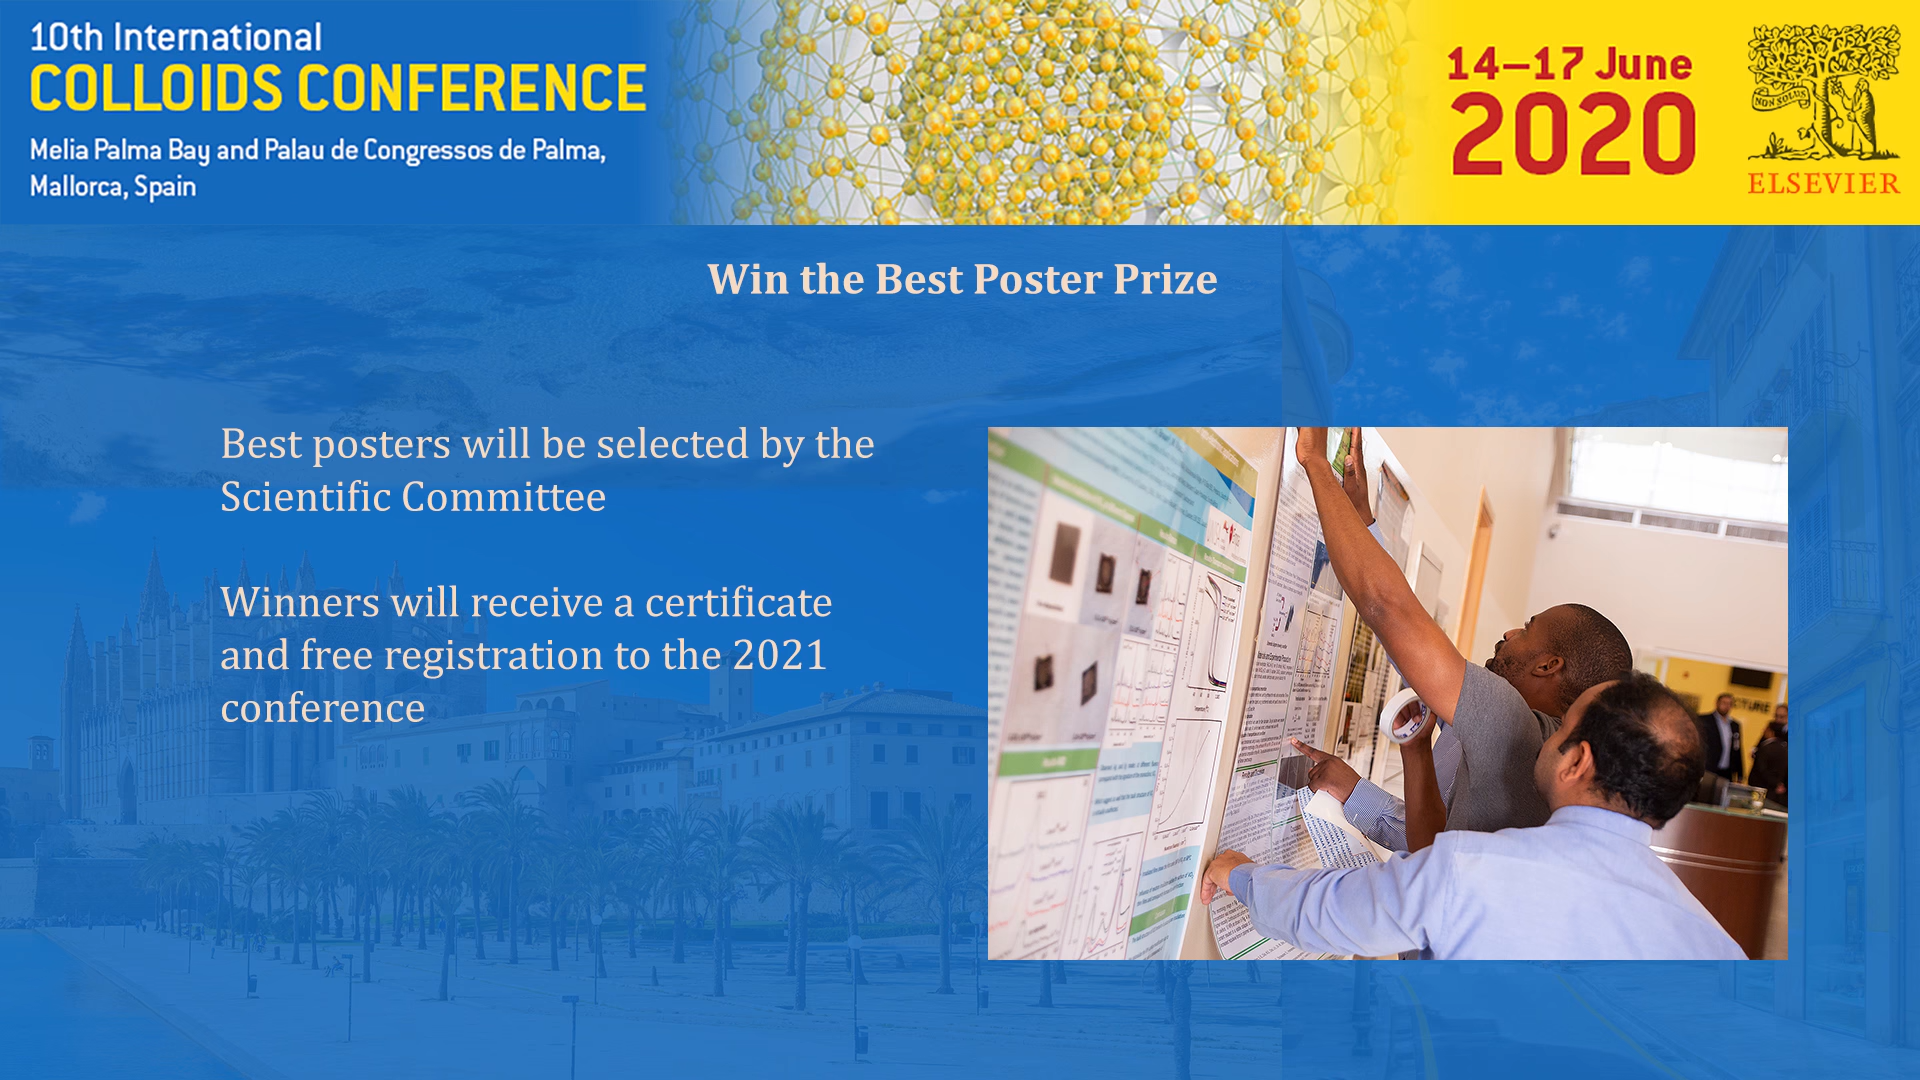 10th International
COLLOIDS CONFERENCE
Melia Palma Bay and Palau de Congressos de Palma,
Mallorca, Spain
14–17 June
2020
NON SOLUS
ELSEVIER
Win the Best Poster Prize
Best posters will be selected by the
Scientific Committee
Winners will receive a certificate
and free registration to the 2021
conference